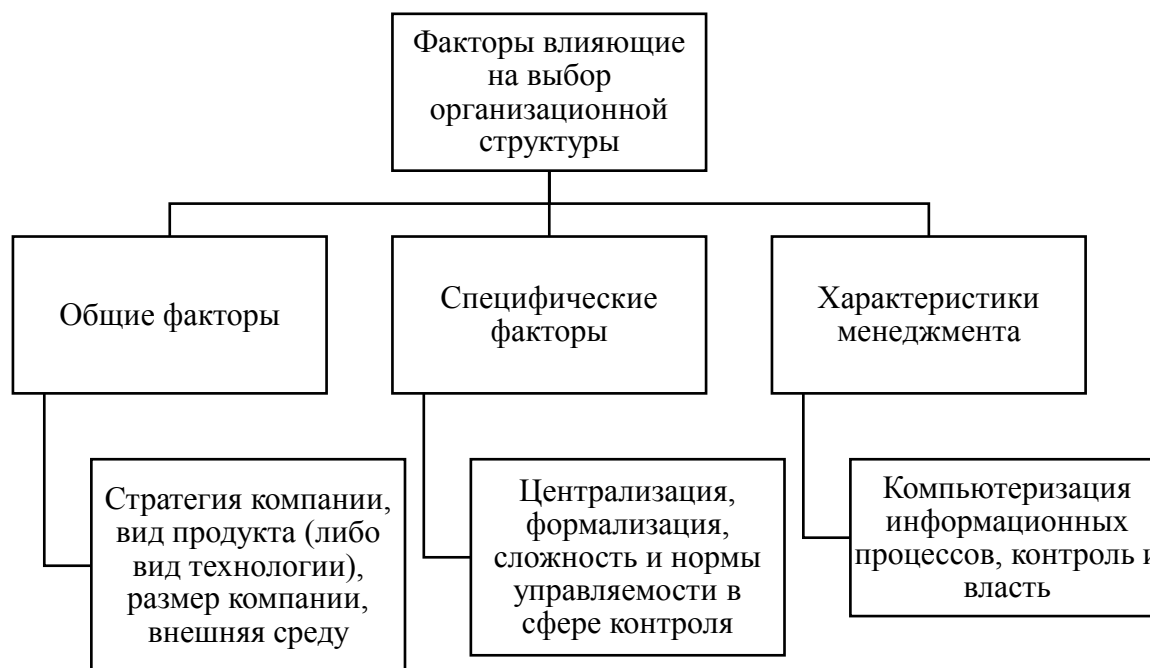 Факторы влияющие
на выбор
организационной
структуры
Общие факторы
Специфические
факторы
Характеристики
менеджмента
Стратегия компании,
вид продукта (либо
вид технологии),
размер компании,
внешняя среду
Централизация,
формализация,
сложность и нормы
управляемости в
сфере контроля
Компьютеризация
информационных
процессов, контроль и
власть